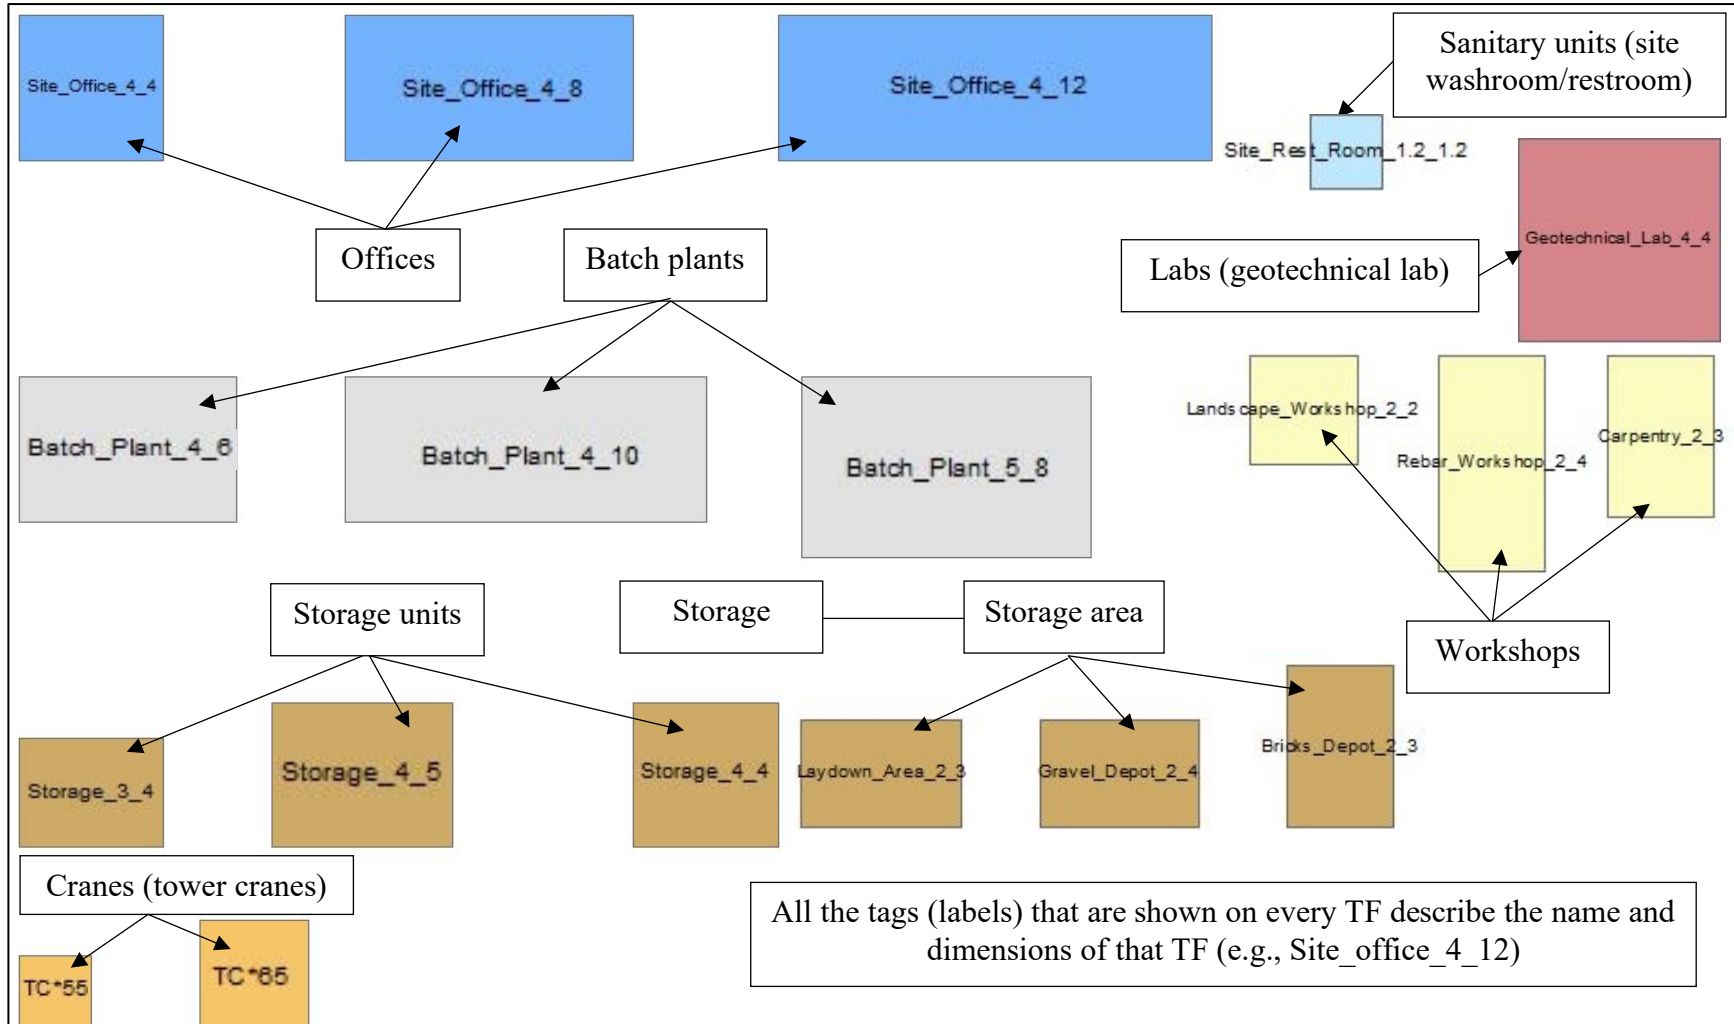 Site_Office_4_4
Site_Office_4_8
Site_Office_4_12
Sanitary units (site
washroom/restroom)
Site_Rest_Room_1.2_1.2
Offices
Batch plants
Labs (geotechnical lab)
Geotechnical_Lab_4_4
Batch_Plant_4_6
Batch_Plant_4_10
Batch_Plant_5_8
Landscape_Workshop_2_2
Rebar_Workshop_2_4
Carpentry_2_3
Storage units
Storage
Storage area
Workshops
Storage_3_4
Storage_4_5
Storage_4_4
Laydown_Area_2_3
Gravel_Depot_2_4
Bricks_Depot_2_3
Cranes (tower cranes)
TC*55
TC*65
All the tags (labels) that are shown on every TF describe the name and
dimensions of that TF (e.g., Site_office_4_12)